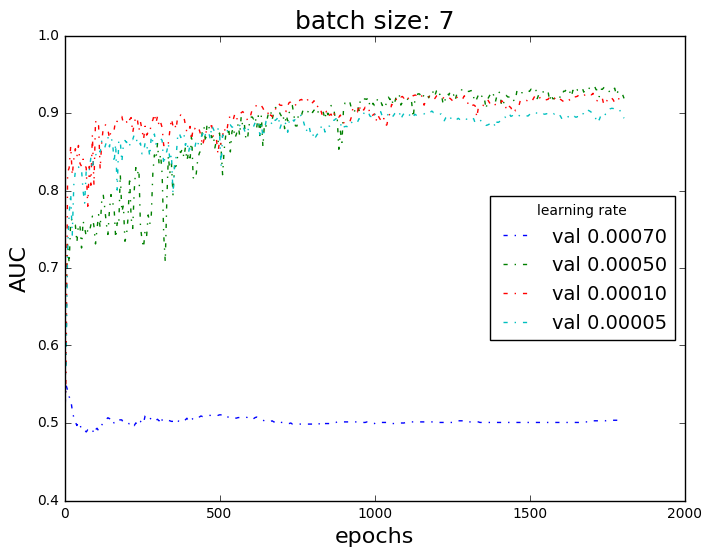 batch size: 7
1.0
0.9
0.8
0.7
0.6
0.5
0.4
AUC
learning rate
val 0.00070
val 0.00050
val 0.00010
val 0.00005
0 500 1000 1500 2000
epochs